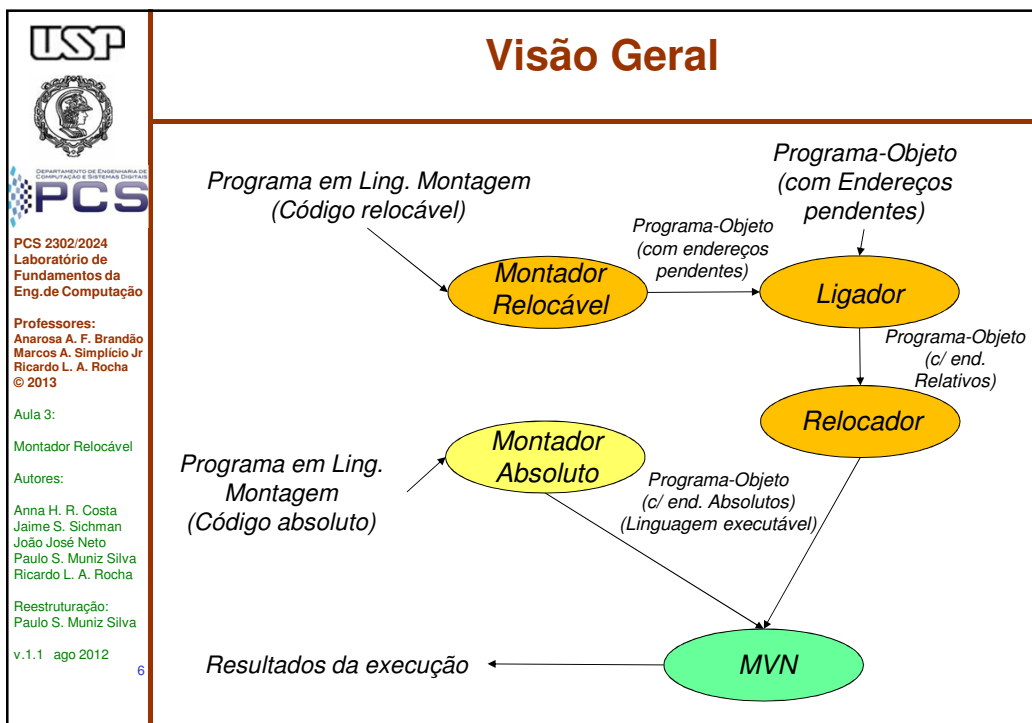 USP
DEPARTAMENTO DE ENGENHARIA DE
COMPUTAÇÃO E SISTEMAS DIGITAIS
PCS
PCS 2302/2024
Laboratório de
Fundamentos da
Eng.de Computação
Professores:
Anarosa A. F. Brandão
Marcos A. Simplício Jr
Ricardo L. A. Rocha
© 2013
Aula 3:
Montador Relocável
Autores:
Anna H. R. Costa
Jaime S. Sichman
João José Neto
Paulo S. Muniz Silva
Ricardo L. A. Rocha
Reestruturação:
Paulo S. Muniz Silva
v.1.1 ago 2012
6
Visão Geral
Programa em Ling. Montagem
(Código relocável)
Programa-Objeto
(com Endereços
pendentes)
Programa-Objeto
(com endereços
pendentes)
Montador
Relocável
Ligador
Programa-Objeto
(c/ end.
Relativos)
Relocador
Programa em Ling.
Montagem
(Código absoluto)
Montador
Absoluto
Programa-Objeto
(c/ end. Absolutos)
(Linguagem executável)
MVN
Resultados da execução